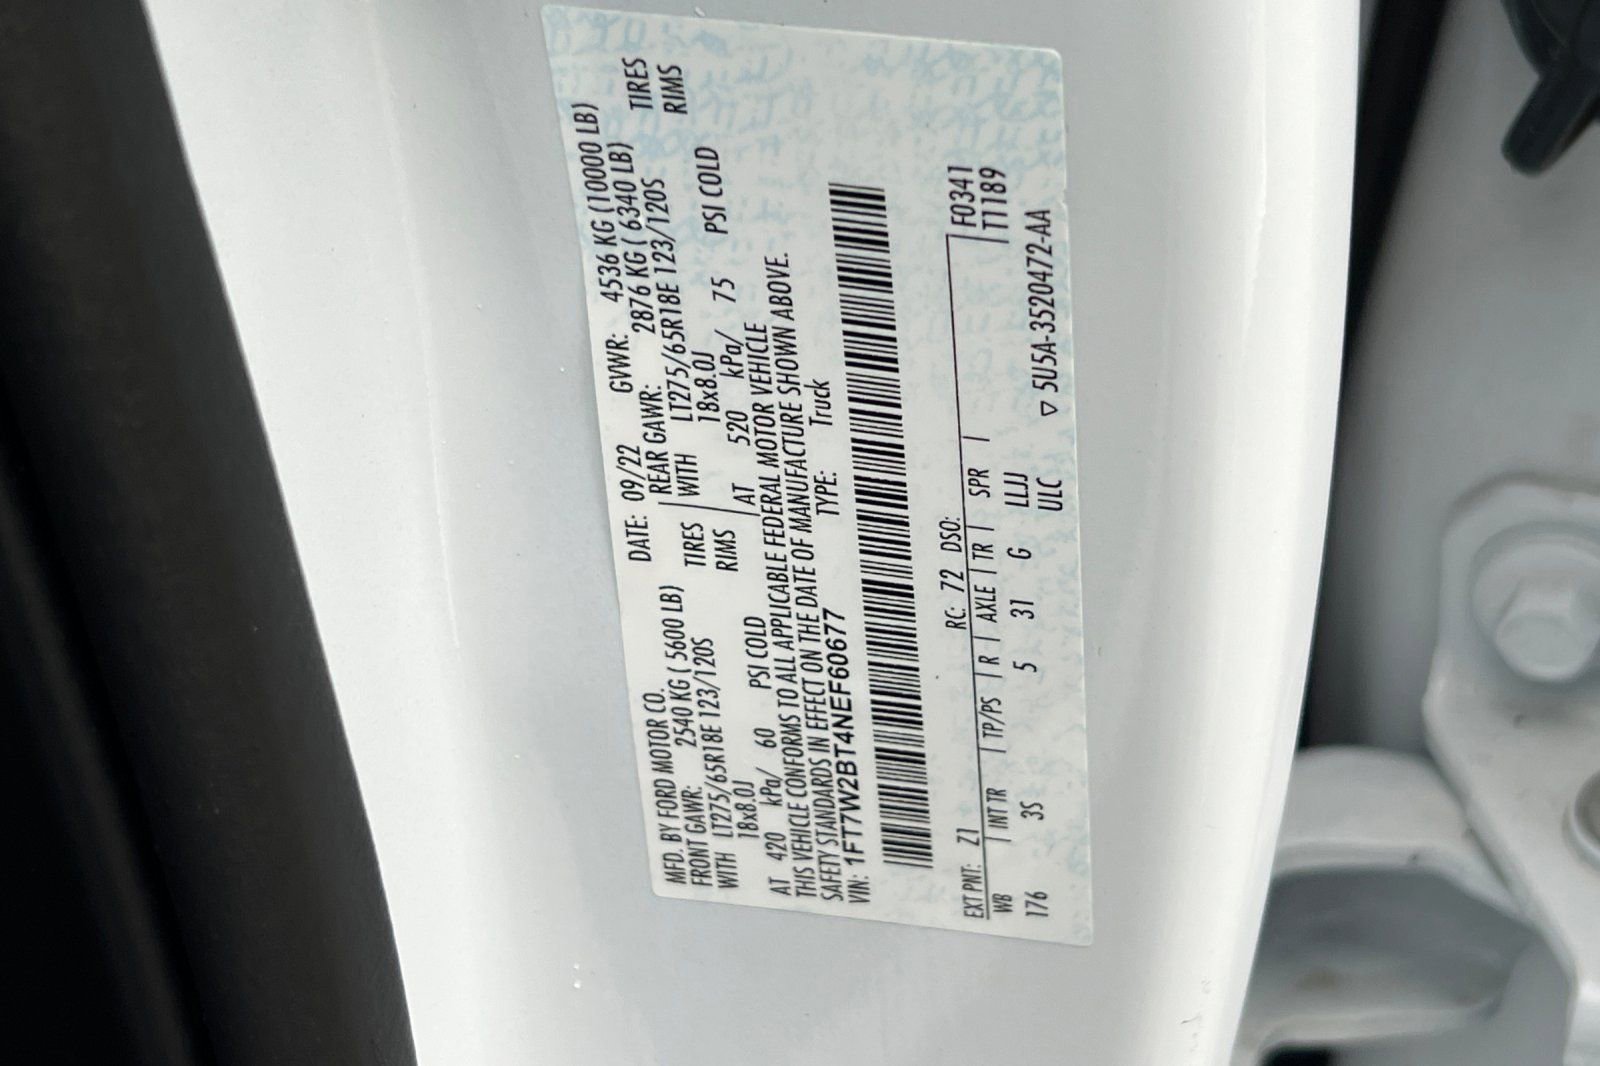 MFD. BY FORD MOTOR CO. DATE: 09/22 GVWR: 4536 KG (10000 LB)
FRONT GAWR: 2540 KG ( 5600 LB) REAR GAWR: 2876 KG ( 6340 LB)
WITH LT275/65R18E 123/120S TIRES WITH LT275/65R18E 123/120S TIRES
18x8.0J RIMS 18x8.0J RIMS
AT 420 kPa/ 60 PSI COLD AT 520 kPa/ 75 PSI COLD
THIS VEHICLE CONFORMS TO ALL APPLICABLE FEDERAL MOTOR VEHICLE
SAFETY STANDARDS IN EFFECT ON THE DATE OF MANUFACTURE SHOWN ABOVE.
VIN: 1FT7W2BT4NEF60677 TYPE: Truck
EXT PNT: Z1 RC: 72 DSO: F0341
WB INT TR TP/PS R AXLE TR SPR T1189
176 3S 5 31 G LLJJ
ULC ▽ 5U5A-3520472-AA